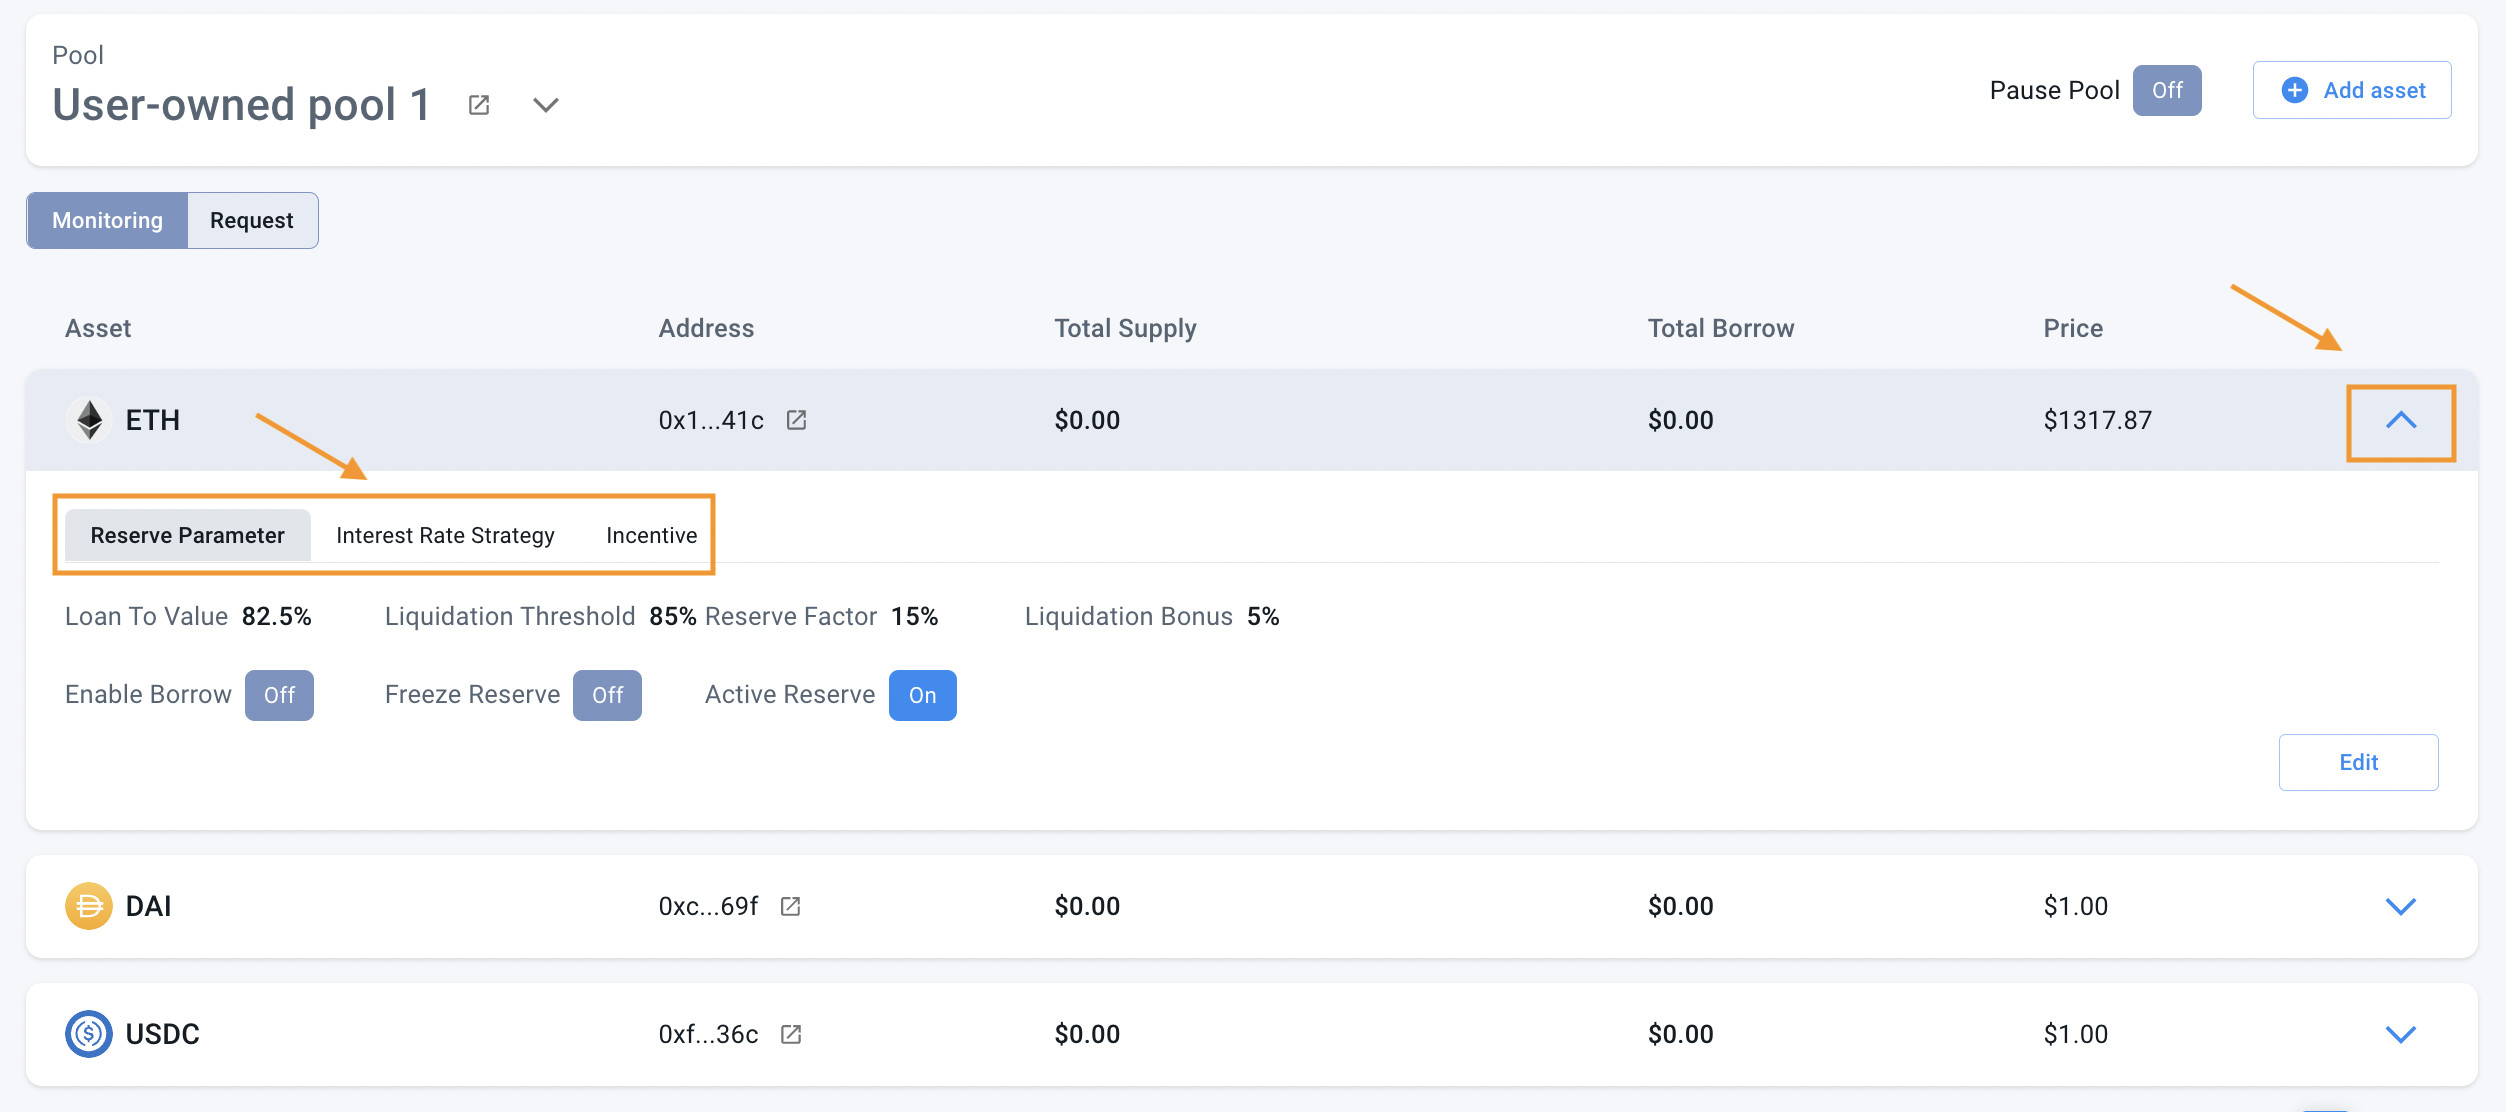 Pool
User-owned pool 1
Pause Pool Off Add asset
Monitoring Request
Asset Address Total Supply Total Borrow Price
ETH 0x1...41c $0.00 $0.00 $1317.87
Reserve Parameter Interest Rate Strategy Incentive
Loan To Value 82.5% Liquidation Threshold 85% Reserve Factor 15% Liquidation Bonus 5%
Enable Borrow Off Freeze Reserve Off Active Reserve On
Edit
DAI 0xc...69f $0.00 $0.00 $1.00
USDC 0xf...36c $0.00 $0.00 $1.00